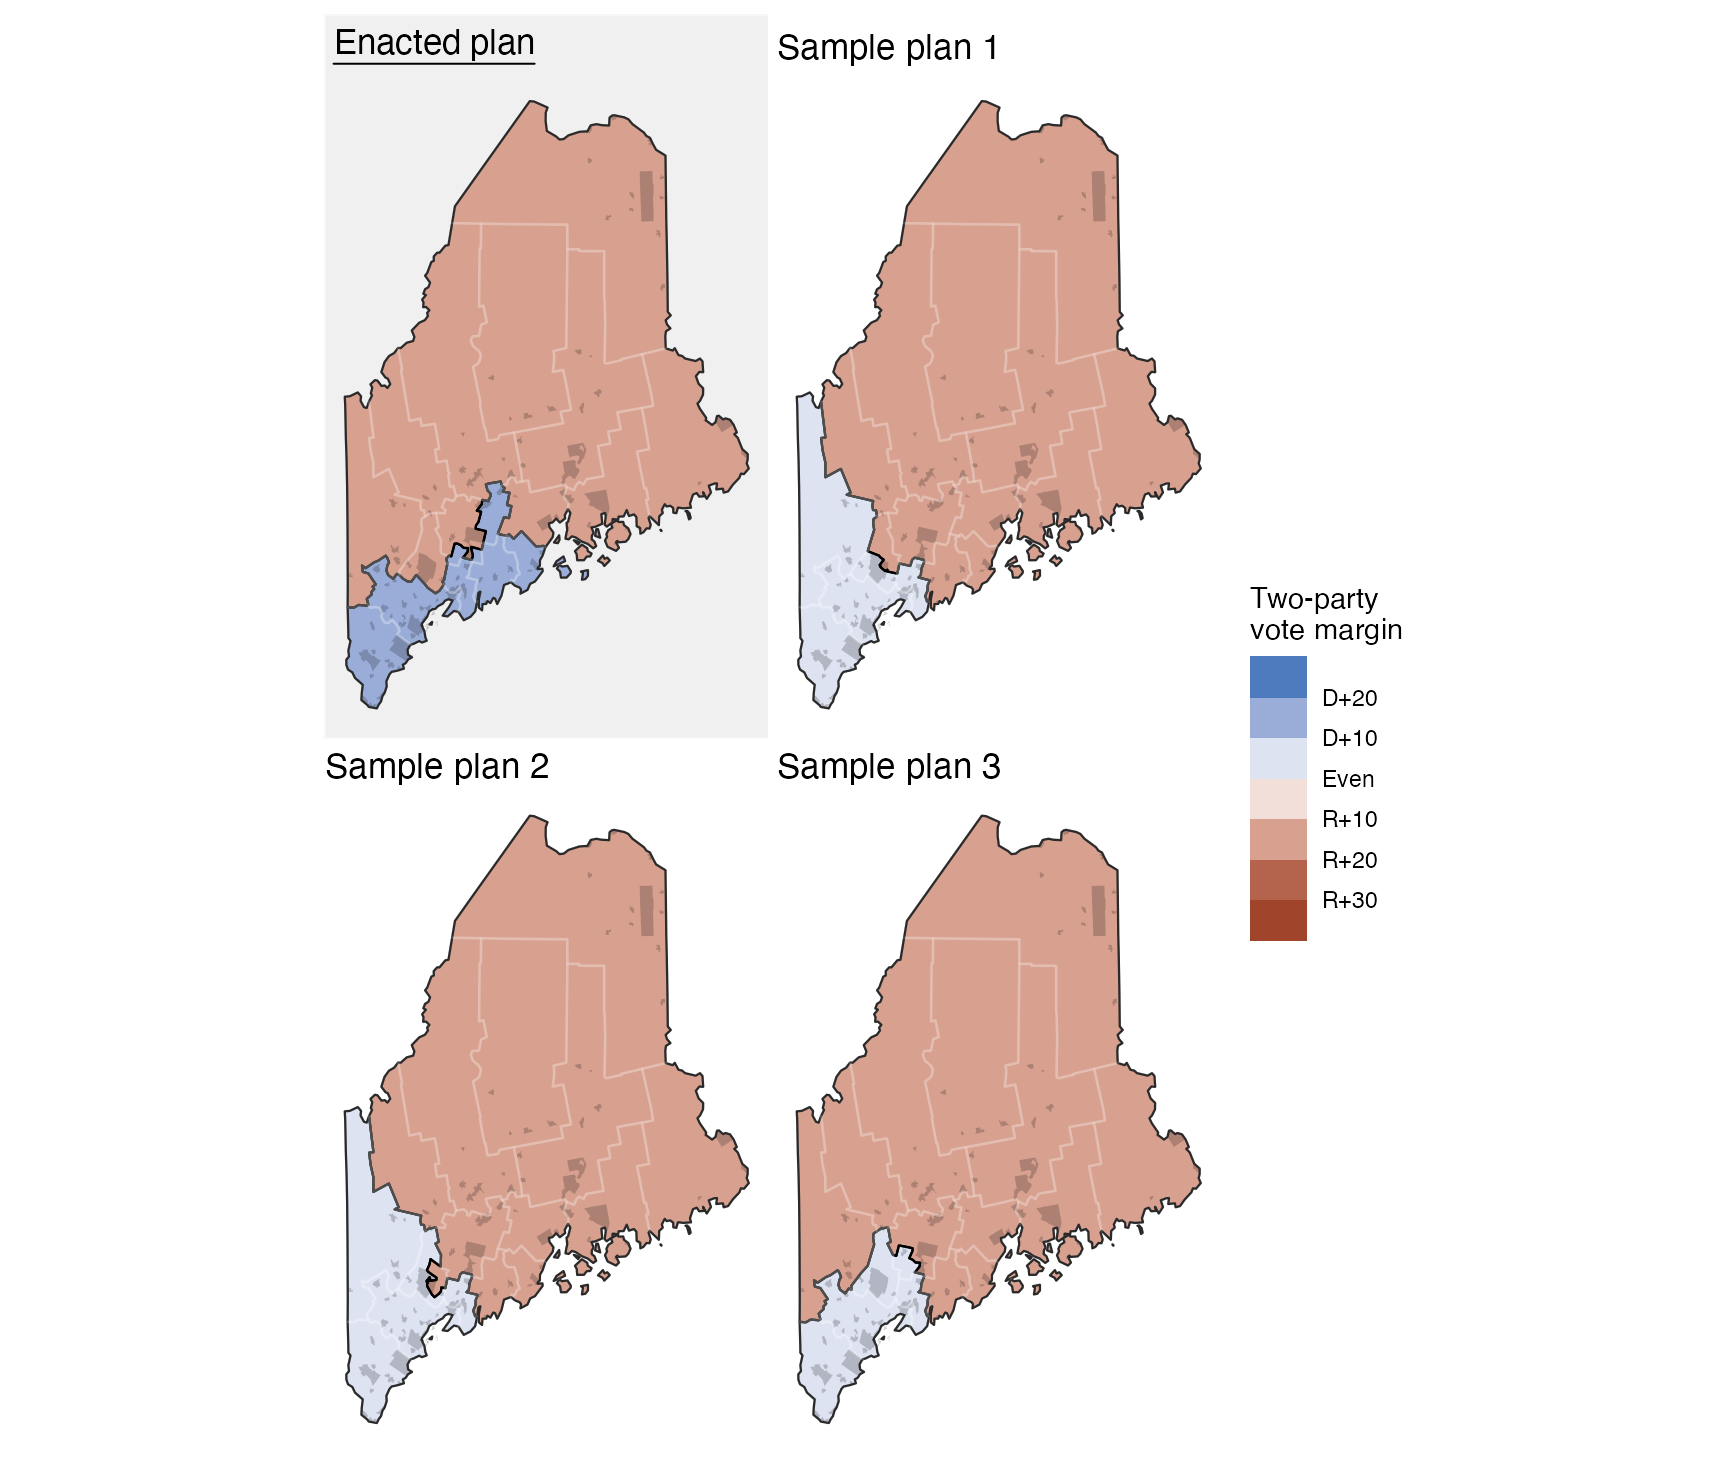 Enacted plan
Sample plan 1
Sample plan 2
Sample plan 3
Two-party
vote margin
D+20
D+10
Even
R+10
R+20
R+30